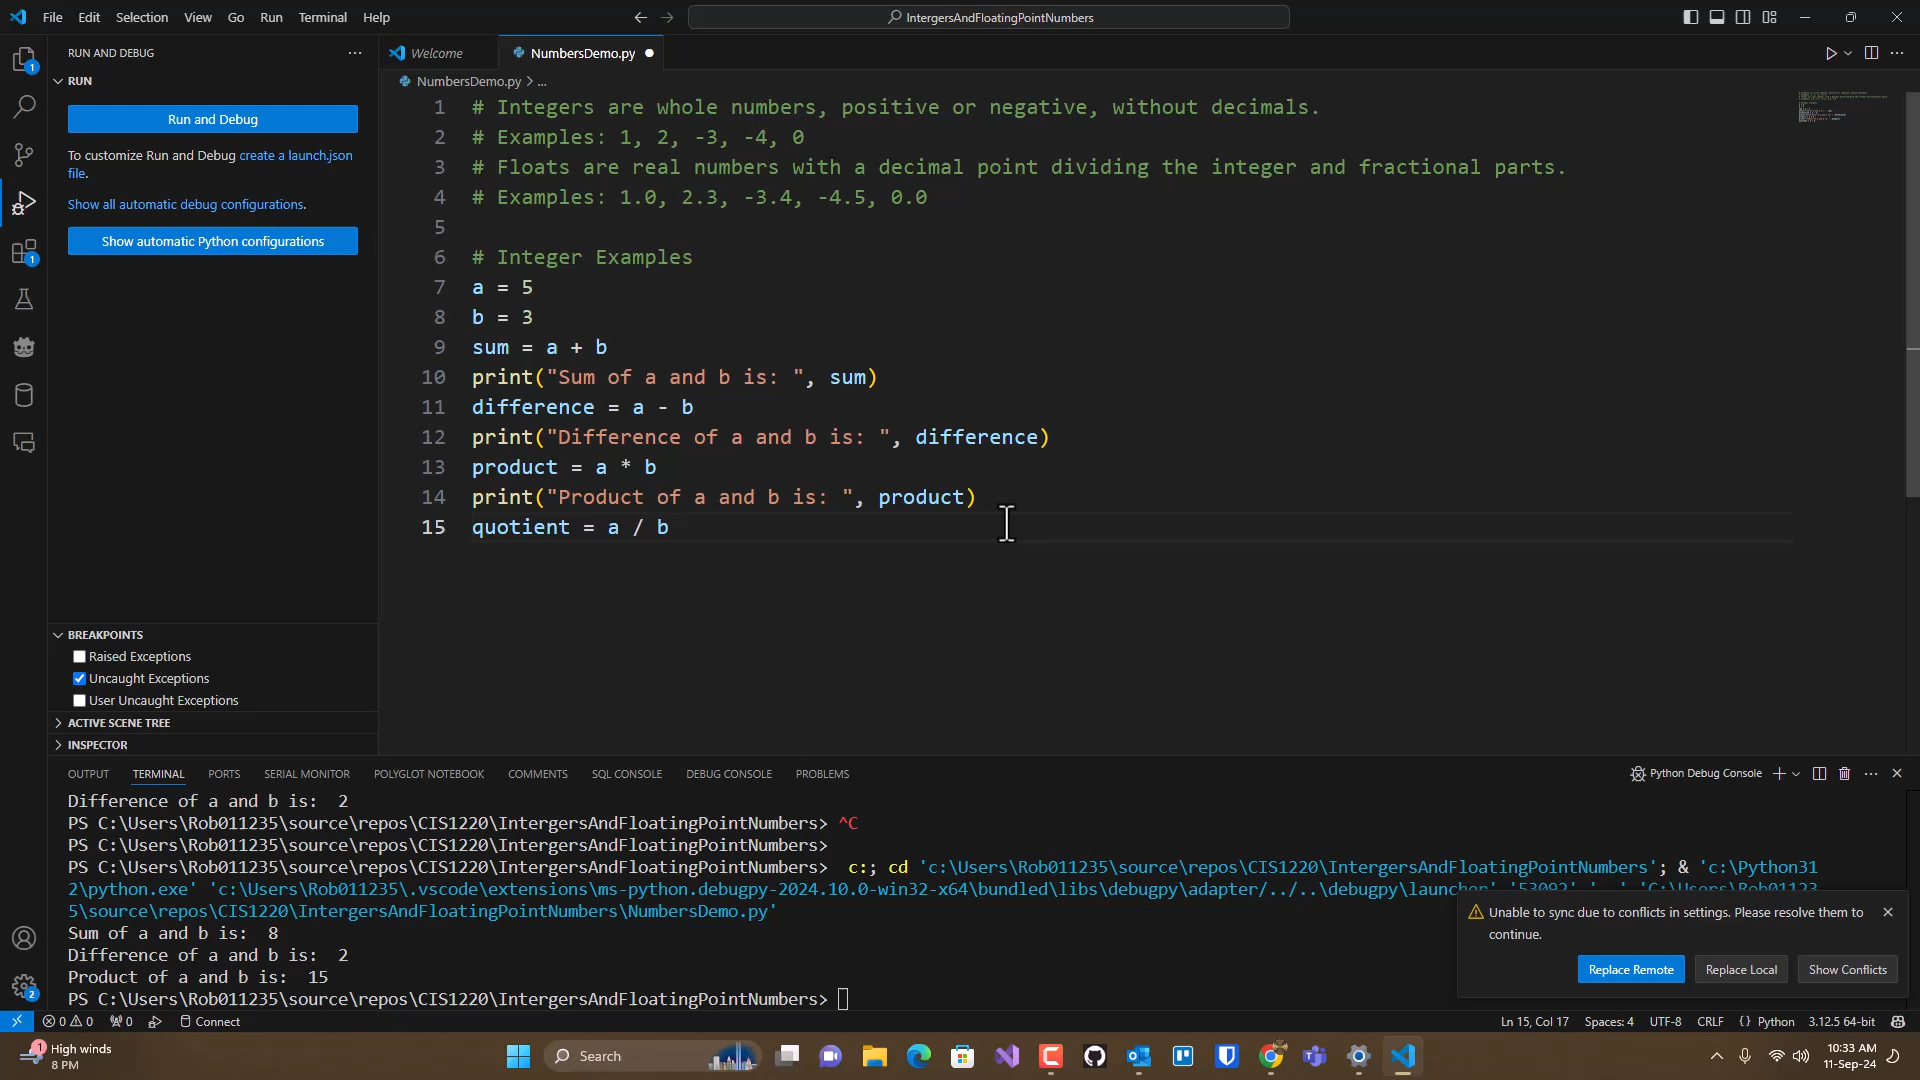 File Edit Selection View Go Run Terminal Help
IntergersAndFloatingPointNumbers
RUN AND DEBUG
Welcome
NumbersDemo.py
RUN
NumbersDemo.py > ...
Run and Debug
To customize Run and Debug create a launch.json
file.
Show all automatic debug configurations.
Show automatic Python configurations
1 # Integers are whole numbers, positive or negative, without decimals.
2 # Examples: 1, 2, -3, -4, 0
3 # Floats are real numbers with a decimal point dividing the integer and fractional parts.
4 # Examples: 1.0, 2.3, -3.4, -4.5, 0.0
5
6 # Integer Examples
7 a = 5
8 b = 3
9 sum = a + b
10 print("Sum of a and b is: ", sum)
11 difference = a - b
12 print("Difference of a and b is: ", difference)
13 product = a * b
14 print("Product of a and b is: ", product)
15 quotient = a / b
BREAKPOINTS
Raised Exceptions
Uncaught Exceptions
User Uncaught Exceptions
ACTIVE SCENE TREE
INSPECTOR
OUTPUT TERMINAL PORTS SERIAL MONITOR POLYGLOT NOTEBOOK COMMENTS SQL CONSOLE DEBUG CONSOLE PROBLEMS
Python Debug Console
Difference of a and b is:  2
PS C:\Users\Rob011235\source\repos\CIS1220\IntergersAndFloatingPointNumbers> ^C
PS C:\Users\Rob011235\source\repos\CIS1220\IntergersAndFloatingPointNumbers>
PS C:\Users\Rob011235\source\repos\CIS1220\IntergersAndFloatingPointNumbers>  c:; cd 'c:\Users\Rob011235\source\repos\CIS1220\IntergersAndFloatingPointNumbers'; & 'c:\Python31
2\python.exe' 'c:\Users\Rob011235\.vscode\extensions\ms-python.debugpy-2024.10.0-win32-x64\bundled\libs\debugpy\adapter/../..\debugpy\launcher'
5\source\repos\CIS1220\IntergersAndFloatingPointNumbers\NumbersDemo.py'
Sum of a and b is:  8
Difference of a and b is:  2
Product of a and b is:  15
PS C:\Users\Rob011235\source\repos\CIS1220\IntergersAndFloatingPointNumbers>
Unable to sync due to conflicts in settings. Please resolve them to
continue.
Replace Remote
Replace Local
Show Conflicts
0 0 0 Connect
Ln 15, Col 17 Spaces: 4 UTF-8 CRLF {} Python 3.12.5 64-bit
1
1
2
1
High winds
8 PM
Search
10:33 AM
11-Sep-24